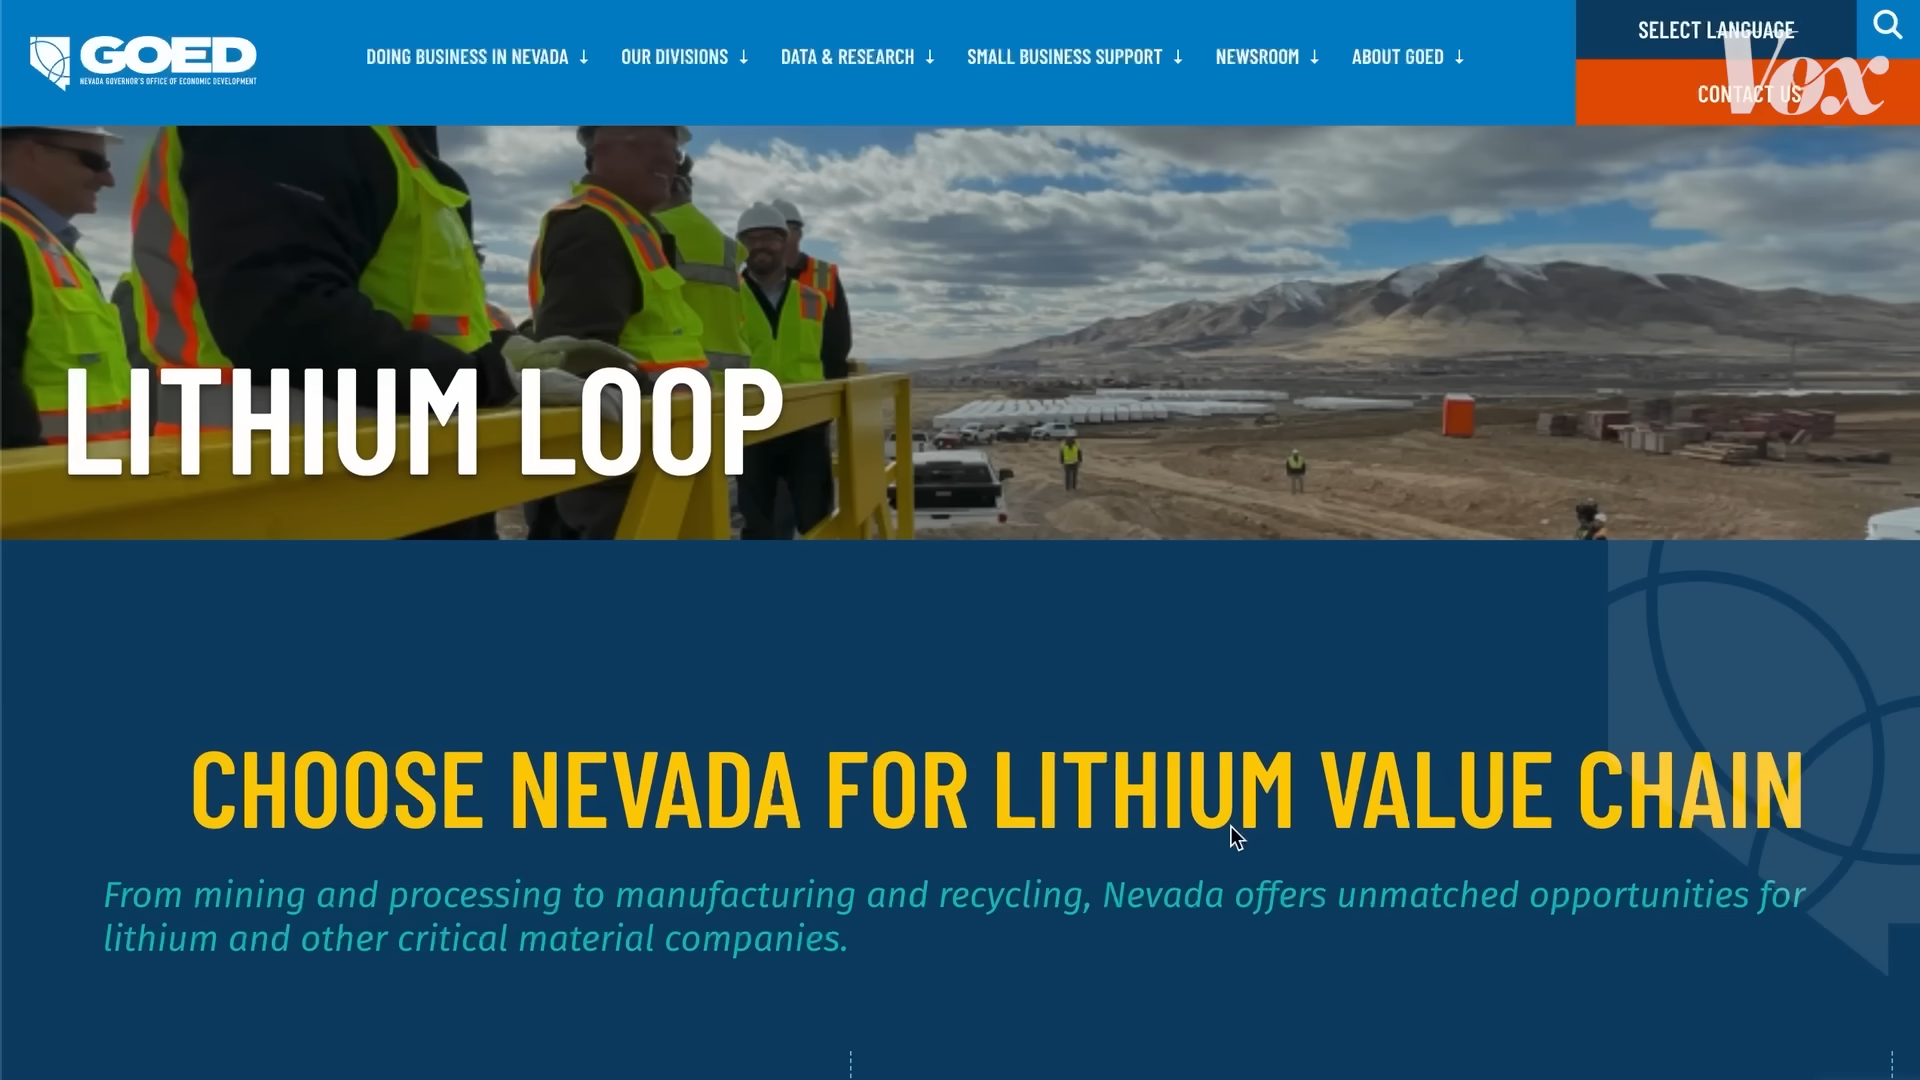 GOED
NEVADA GOVERNOR'S OFFICE OF ECONOMIC DEVELOPMENT
DOING BUSINESS IN NEVADA ↓
OUR DIVISIONS ↓
DATA & RESEARCH ↓
SMALL BUSINESS SUPPORT ↓
NEWSROOM ↓
ABOUT GOED ↓
SELECT LANGUAGE
CONTACT US
Vox
LITHIUM LOOP
CHOOSE NEVADA FOR LITHIUM VALUE CHAIN
From mining and processing to manufacturing and recycling, Nevada offers unmatched opportunities for
lithium and other critical material companies.